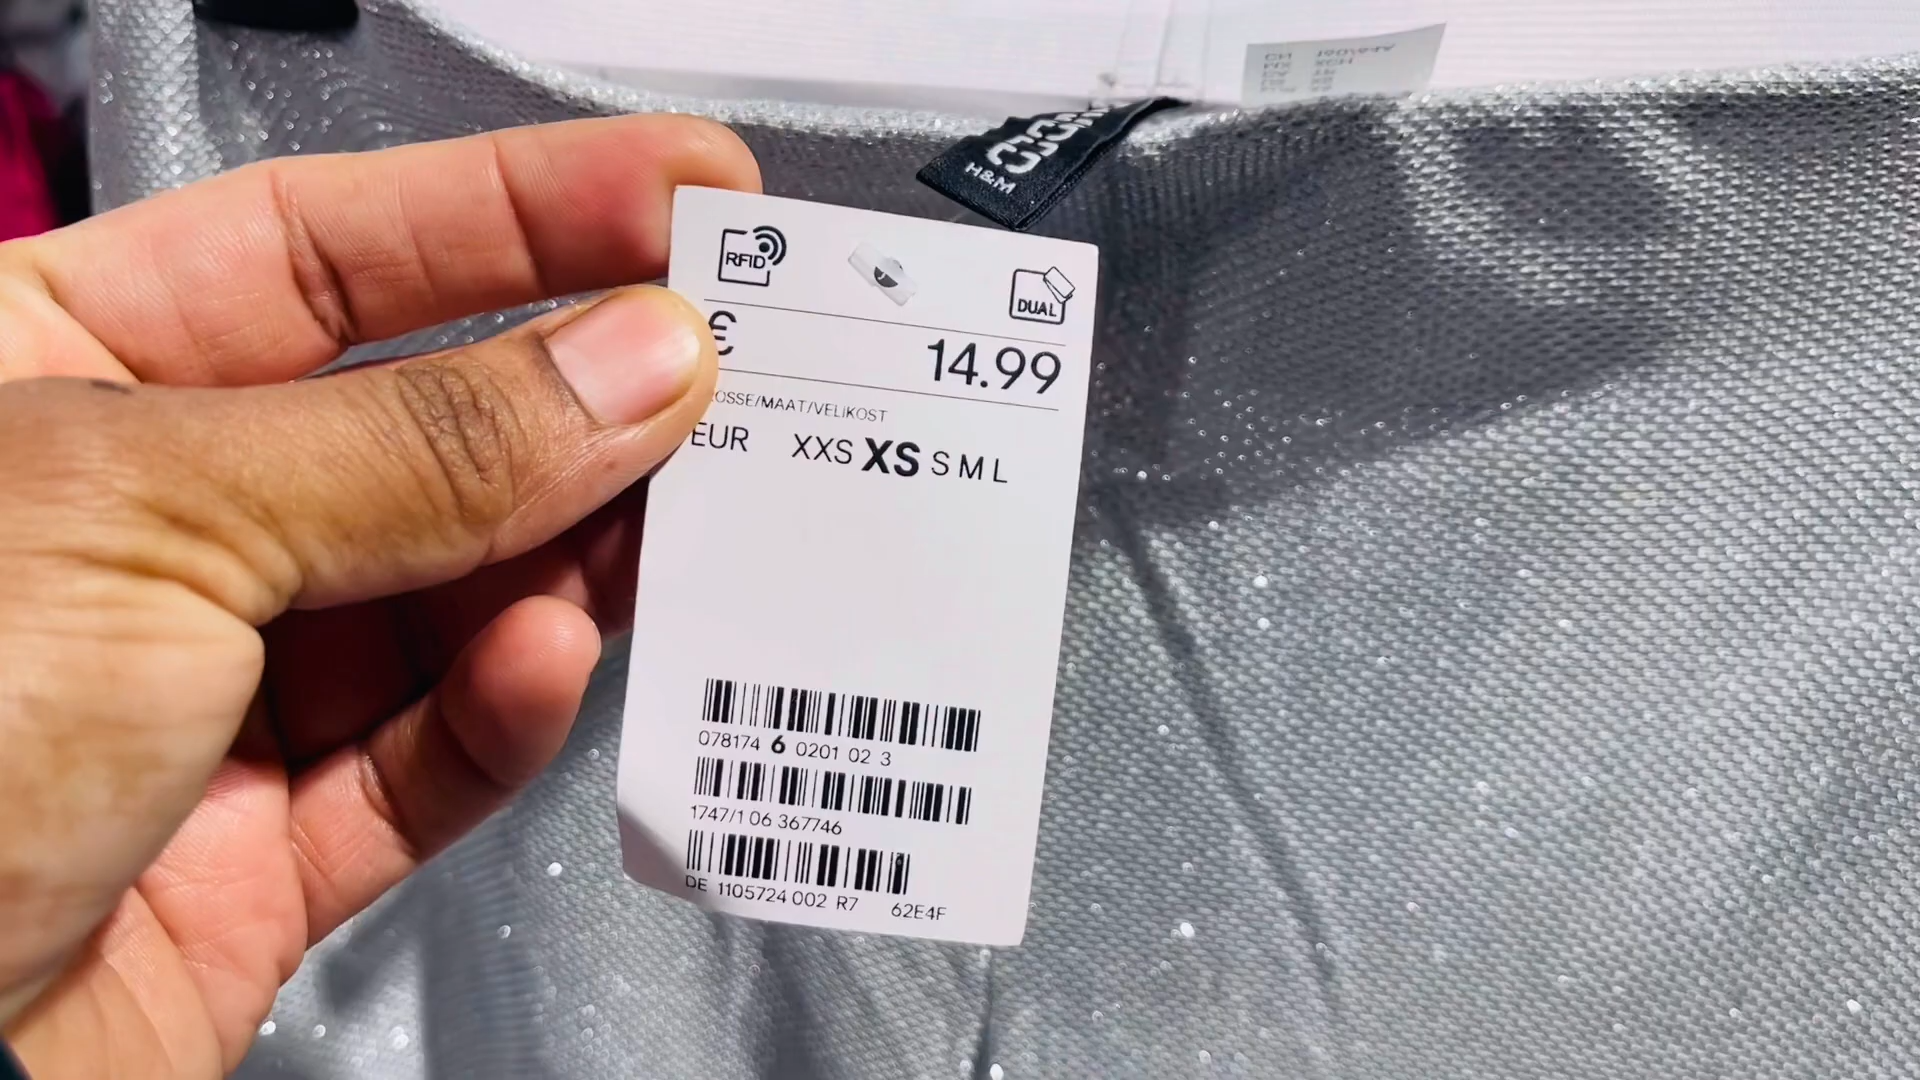 H&M
RFID
DUAL
€ 14.99
OSSE/MAAT/VELIKOST
EUR XXS XS S M L
078174 6 0201 02 3
1747/1 06 367746
DE 1105724 002 R7 62E4F